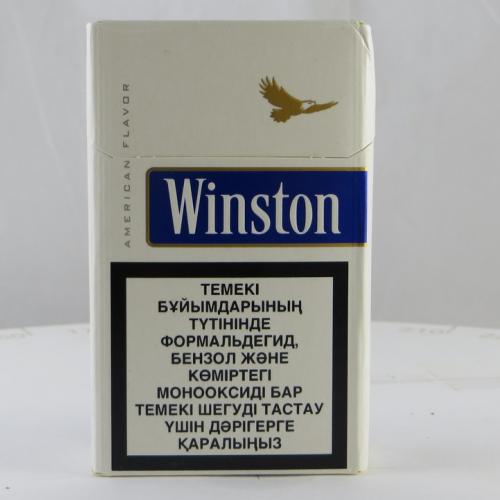 AMERICAN FLAVOR
Winston
ТЕМЕКІ
БҰЙЫМДАРЫНЫҢ
ТҮТІНІНДЕ
ФОРМАЛЬДЕГИД,
БЕНЗОЛ ЖӘНЕ
КӨМІРТЕГІ
МОНООКСИДІ БАР
ТЕМЕКІ ШЕГУДІ ТАСТАУ
ҮШІН ДӘРІГЕРГЕ
ҚАРАЛЫҢЫЗ